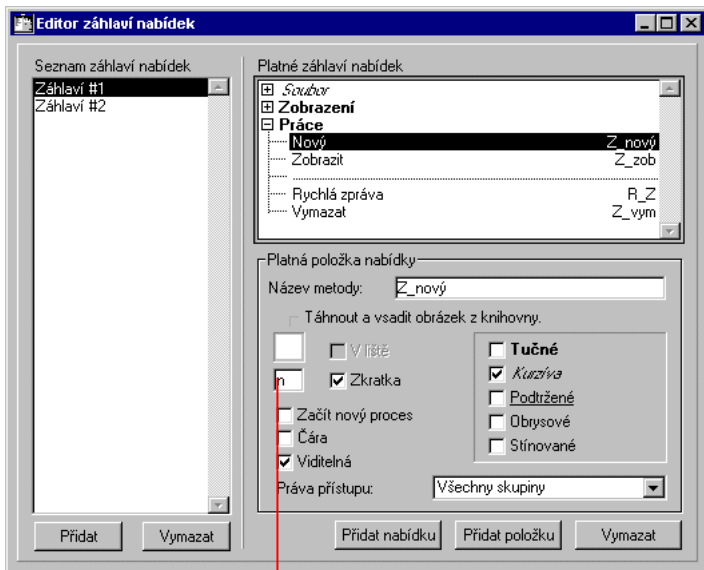 Editor záhlaví nabídek
Seznam záhlaví nabídek
Záhlaví #1
Záhlaví #2
Přidat
Vymazat
Platné záhlaví nabídek
Soubor
Zobrazení
Práce
Nový Z_nový
Zobrazit Z_zob
Rychlá zpráva R_Z
Vymazat Z_vym
Platná položka nabídky
Název metody: Z_nový
Táhnout a vsadit obrázek z knihovny.
V liště
n Zkratka
Začít nový proces
Čára
Viditelná
Tučné
Kurzíva
Podtržené
Obrysové
Stínované
Práva přístupu: Všechny skupiny
Přidat nabídku
Přidat položku
Vymazat